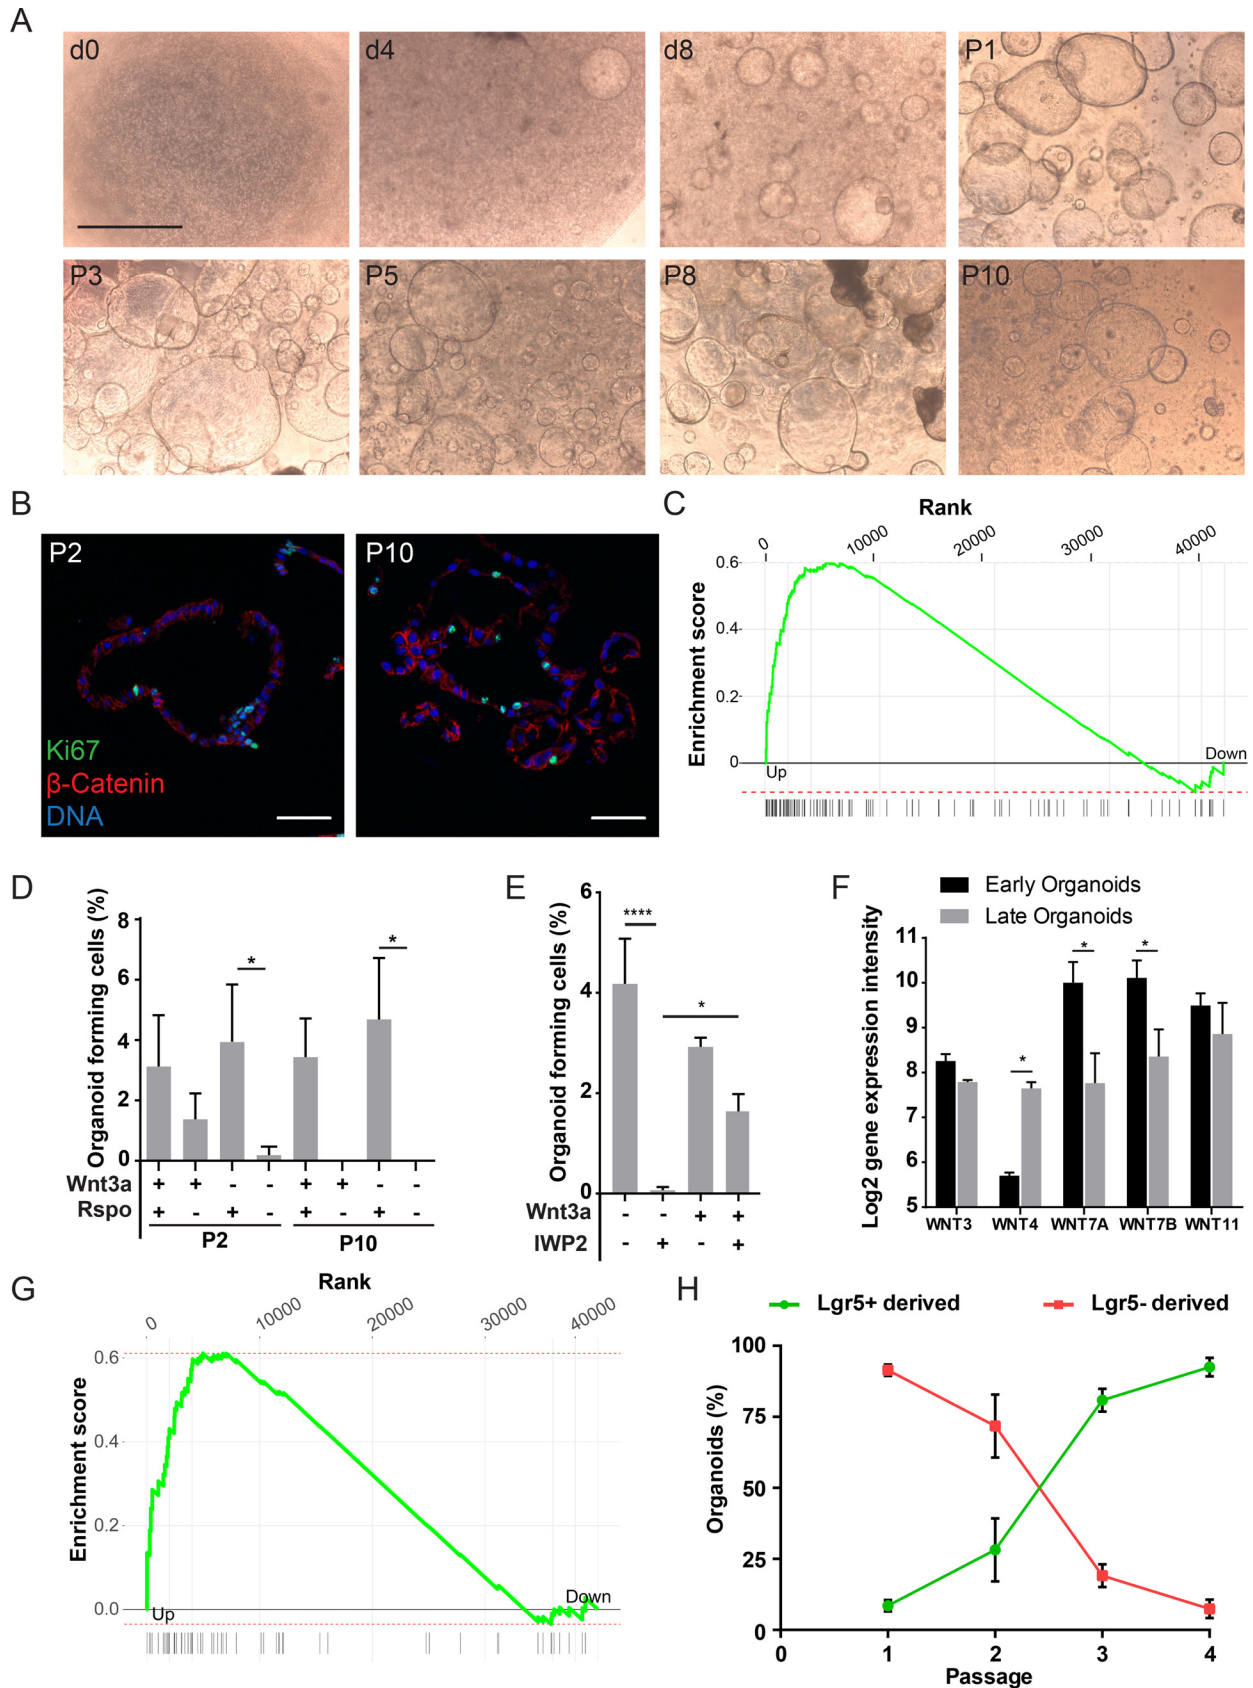 A
d0
d4
d8
P1
P3
P5
P8
P10
B
P2
P10
Ki67
β-Catenin
DNA
C
Rank
0
10000
20000
30000
40000
Enrichment score
0.6
0.4
0.2
0
Up
Down
D
Organoid forming cells (%)
8
6
4
2
0
*
*
Wnt3a
+ + - - + + - -
Rspo
+ - + - + - + -
P2
P10
E
Organoid forming cells (%)
6
4
2
0
****
*
Wnt3a
- - + +
IWP2
- + - +
F
Early Organoids
Late Organoids
Log2 gene expression intensity
11
10
9
8
7
6
5
*
*
*
WNT3
WNT4
WNT7A
WNT7B
WNT11
G
Rank
0
10000
20000
30000
40000
Enrichment score
0.6
0.4
0.2
0.0
Up
Down
H
Lgr5+ derived
Lgr5- derived
Organoids (%)
100
75
50
25
0
0
1
2
3
4
Passage